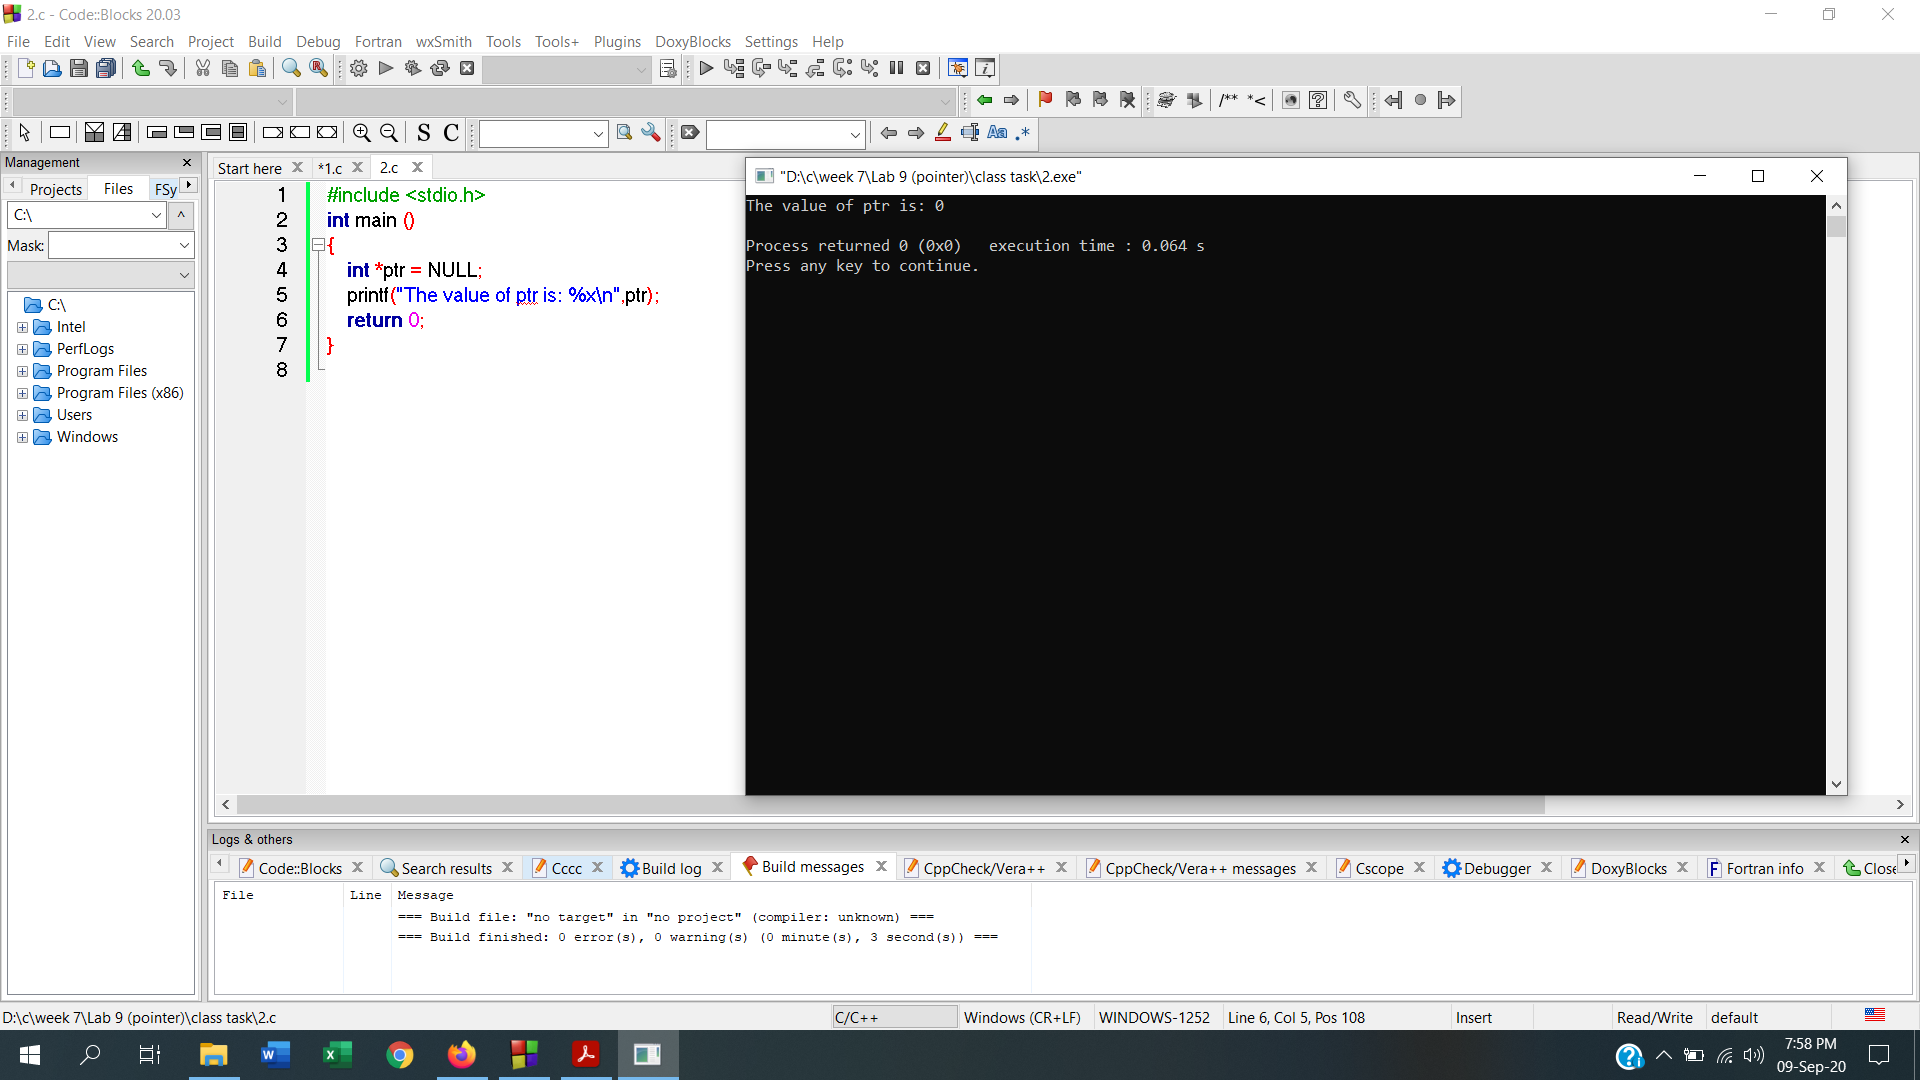 2.c - Code::Blocks 20.03
File Edit View Search Project Build Debug Fortran wxSmith Tools Tools+ Plugins DoxyBlocks Settings Help
/** *<
S C
Aa .*
Management
Projects Files FSy
C:\
Mask:
C:\
Intel
PerfLogs
Program Files
Program Files (x86)
Users
Windows
Start here *1.c 2.c
1 #include <stdio.h>
2 int main ()
3 {
4 int *ptr = NULL;
5 printf("The value of ptr is: %x\n",ptr);
6 return 0;
7 }
8
"D:\c\week 7\Lab 9 (pointer)\class task\2.exe"
The value of ptr is: 0
Process returned 0 (0x0) execution time : 0.064 s
Press any key to continue.
Logs & others
Code::Blocks Search results Cccc Build log Build messages CppCheck/Vera++ CppCheck/Vera++ messages Cscope Debugger DoxyBlocks Fortran info Close
File Line Message
=== Build file: "no target" in "no project" (compiler: unknown) ===
=== Build finished: 0 error(s), 0 warning(s) (0 minute(s), 3 second(s)) ===
D:\c\week 7\Lab 9 (pointer)\class task\2.c C/C++ Windows (CR+LF) WINDOWS-1252 Line 6, Col 5, Pos 108 Insert Read/Write default
7:58 PM
09-Sep-20